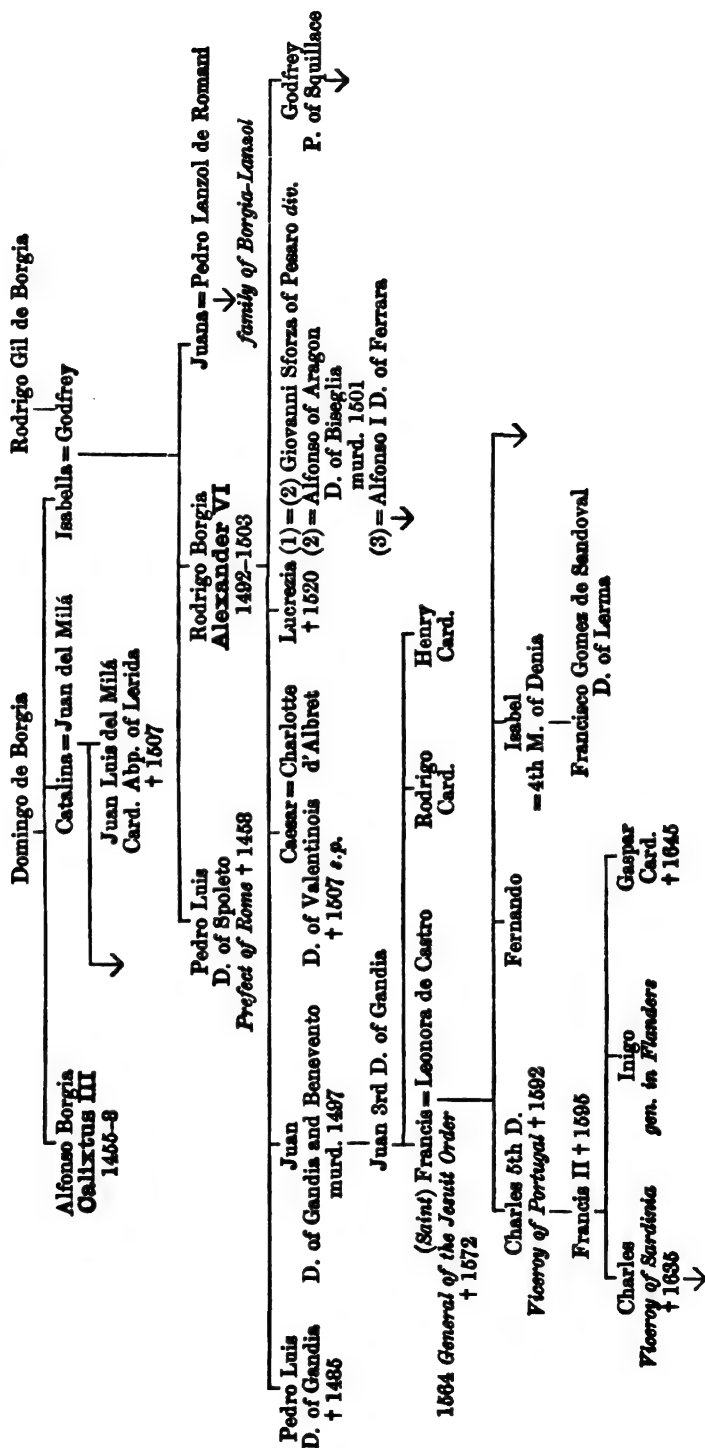 Domingo de Borgia
Rodrigo Gil de Borgia
Alfonso Borgia
Calixtus III
1455-8
Catalina = Juan del Milá
Isabella = Godfrey
Juan Luis del Milá
Card. Abp. of Lerida
† 1507
Pedro Luis
D. of Spoleto
Prefect of Rome † 1458
Rodrigo Borgia
Alexander VI
1492-1503
Juana = Pedro Lanzol de Romani
family of Borgia-Lanzol
Pedro Luis
D. of Gandia
† 1485
Juan
D. of Gandia and Benevento
murd. 1497
Caesar = Charlotte
D. of Valentinois d'Albret
† 1507 s.p.
Lucrezia (1) = (2) Giovanni Sforza of Pesaro div.
† 1520 (2) = Alfonso of Aragon
D. of Biseglia
murd. 1501
(3) = Alfonso I D. of Ferrara
Godfrey
P. of Squillace
Juan 3rd D. of Gandia
(Saint) Francis = Leonora de Castro
1564 General of the Jesuit Order
† 1572
Rodrigo
Card.
Henry
Card.
Charles 5th D.
Viceroy of Portugal † 1592
Fernando
Isabel
= 4th M. of Denia
Francis II † 1595
Francisco Gomes de Sandoval
D. of Lerma
Charles
Viceroy of Sardinia
† 1635
Inigo
gen. in Flanders
Gaspar
Card.
† 1645